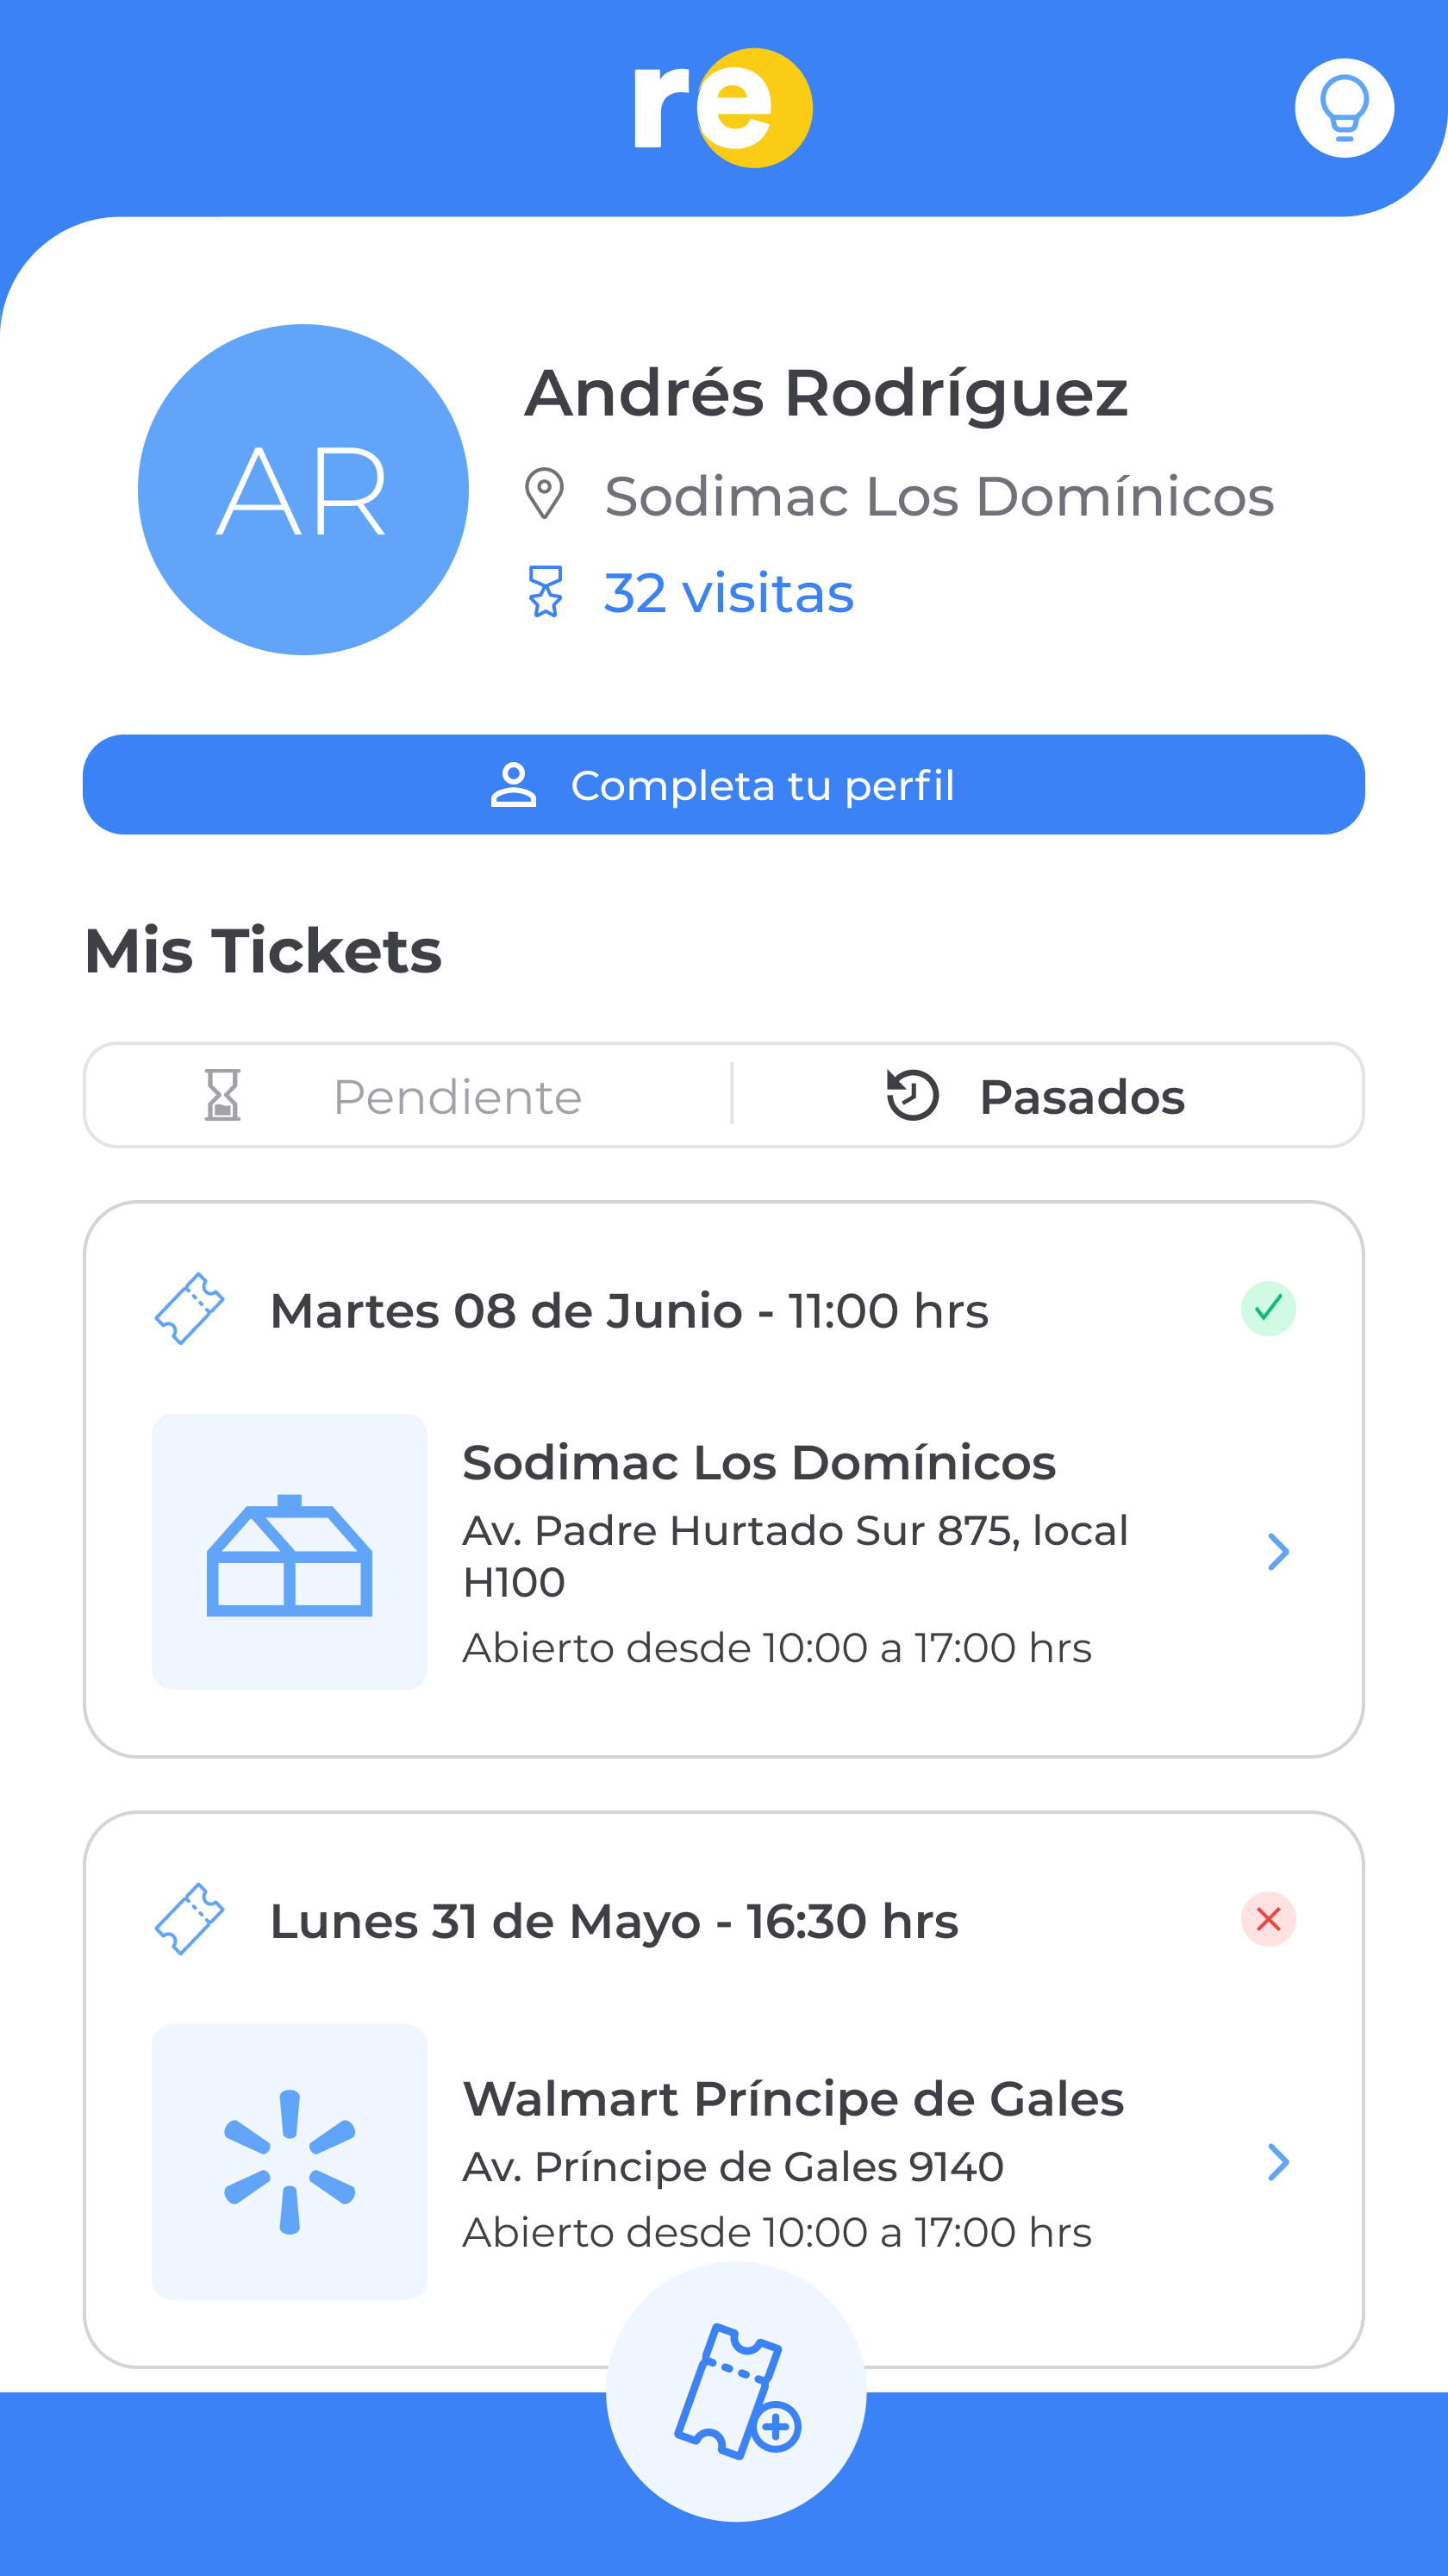 re
Andrés Rodríguez
AR
Sodimac Los Domínicos
32 visitas
Completa tu perfil
Mis Tickets
Pendiente
Pasados
Martes 08 de Junio - 11:00 hrs
Sodimac Los Domínicos
Av. Padre Hurtado Sur 875, local
H100
Abierto desde 10:00 a 17:00 hrs
Lunes 31 de Mayo - 16:30 hrs
Walmart Príncipe de Gales
Av. Príncipe de Gales 9140
Abierto desde 10:00 a 17:00 hrs